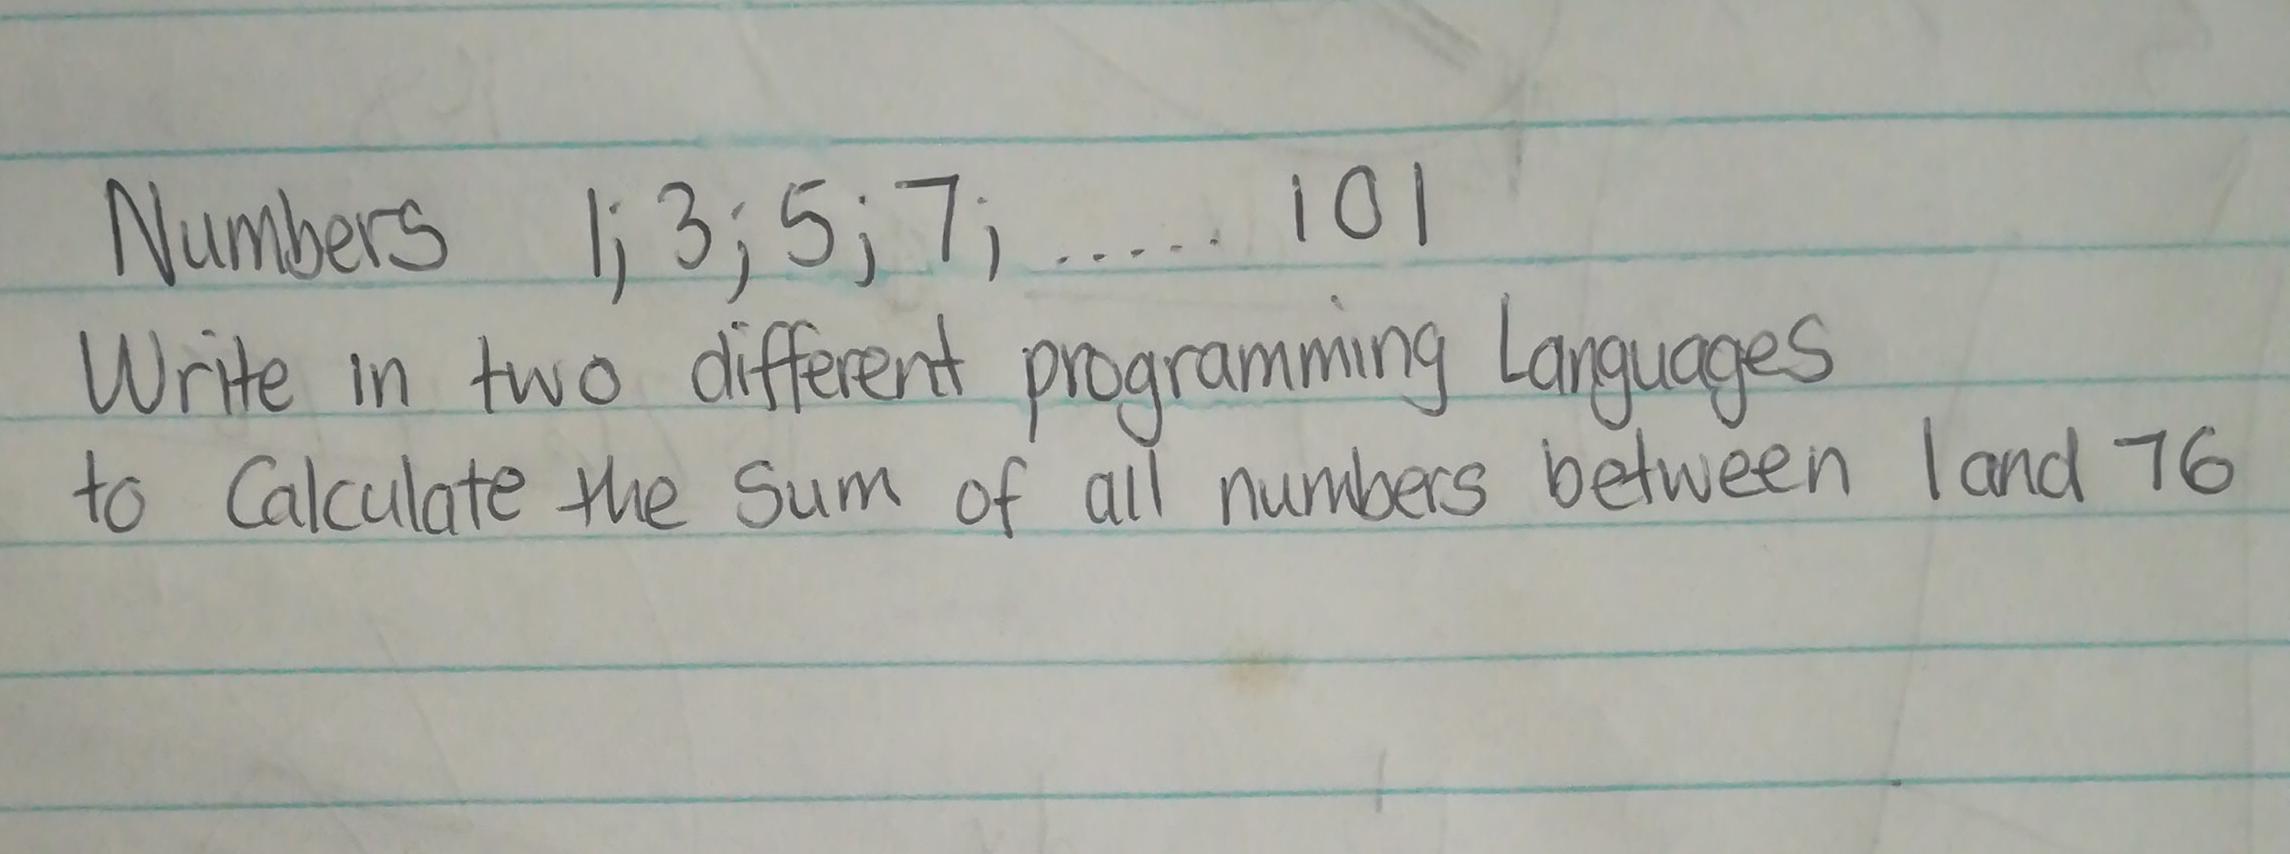 Numbers 1; 3; 5; 7; ...... 101
Write in two different programming Languages
to Calculate the Sum of all numbers between 1 and 76